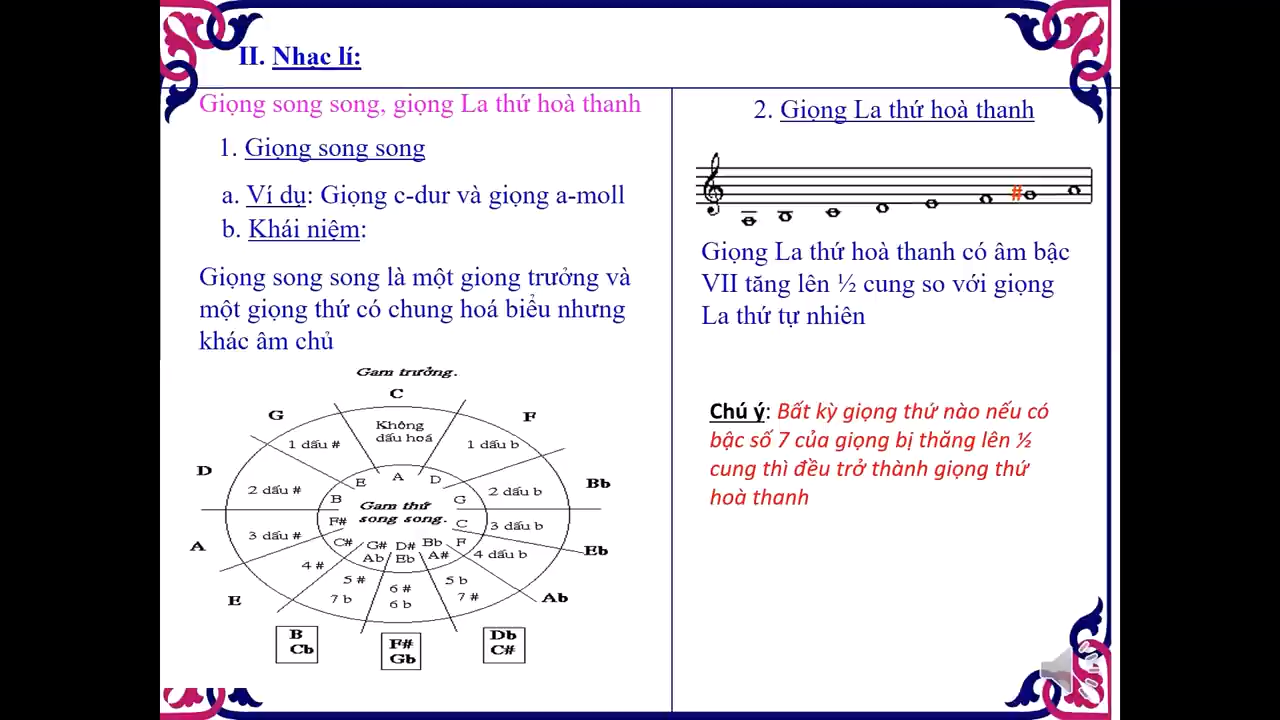 II. Nhạc lí:
Giọng song song, giọng La thứ hoà thanh
1. Giọng song song
a. Ví dụ: Giọng c-dur và giọng a-moll
b. Khái niệm:
Giọng song song là một giong trưởng và
một giọng thứ có chung hoá biểu nhưng
khác âm chủ
Gam trưởng.
C
G
F
Không
dấu hoá
1 dấu #
1 dấu b
D
Bb
2 dấu #
2 dấu b
E
A
D
B
G
Gam thứ
song song.
F#
C
3 dấu #
3 dấu b
A
Eb
C#
G#
D#
Bb
F
Ab
Eb
A#
4 #
4 dấu b
5 #
7 b
6 #
6 b
5 b
7 #
E
Ab
B
Cb
F#
Gb
Db
C#
2. Giọng La thứ hoà thanh
#
Giọng La thứ hoà thanh có âm bậc
VII tăng lên ½ cung so với giọng
La thứ tự nhiên
Chú ý: Bất kỳ giọng thứ nào nếu có
bậc số 7 của giọng bị thăng lên ½
cung thì đều trở thành giọng thứ
hoà thanh